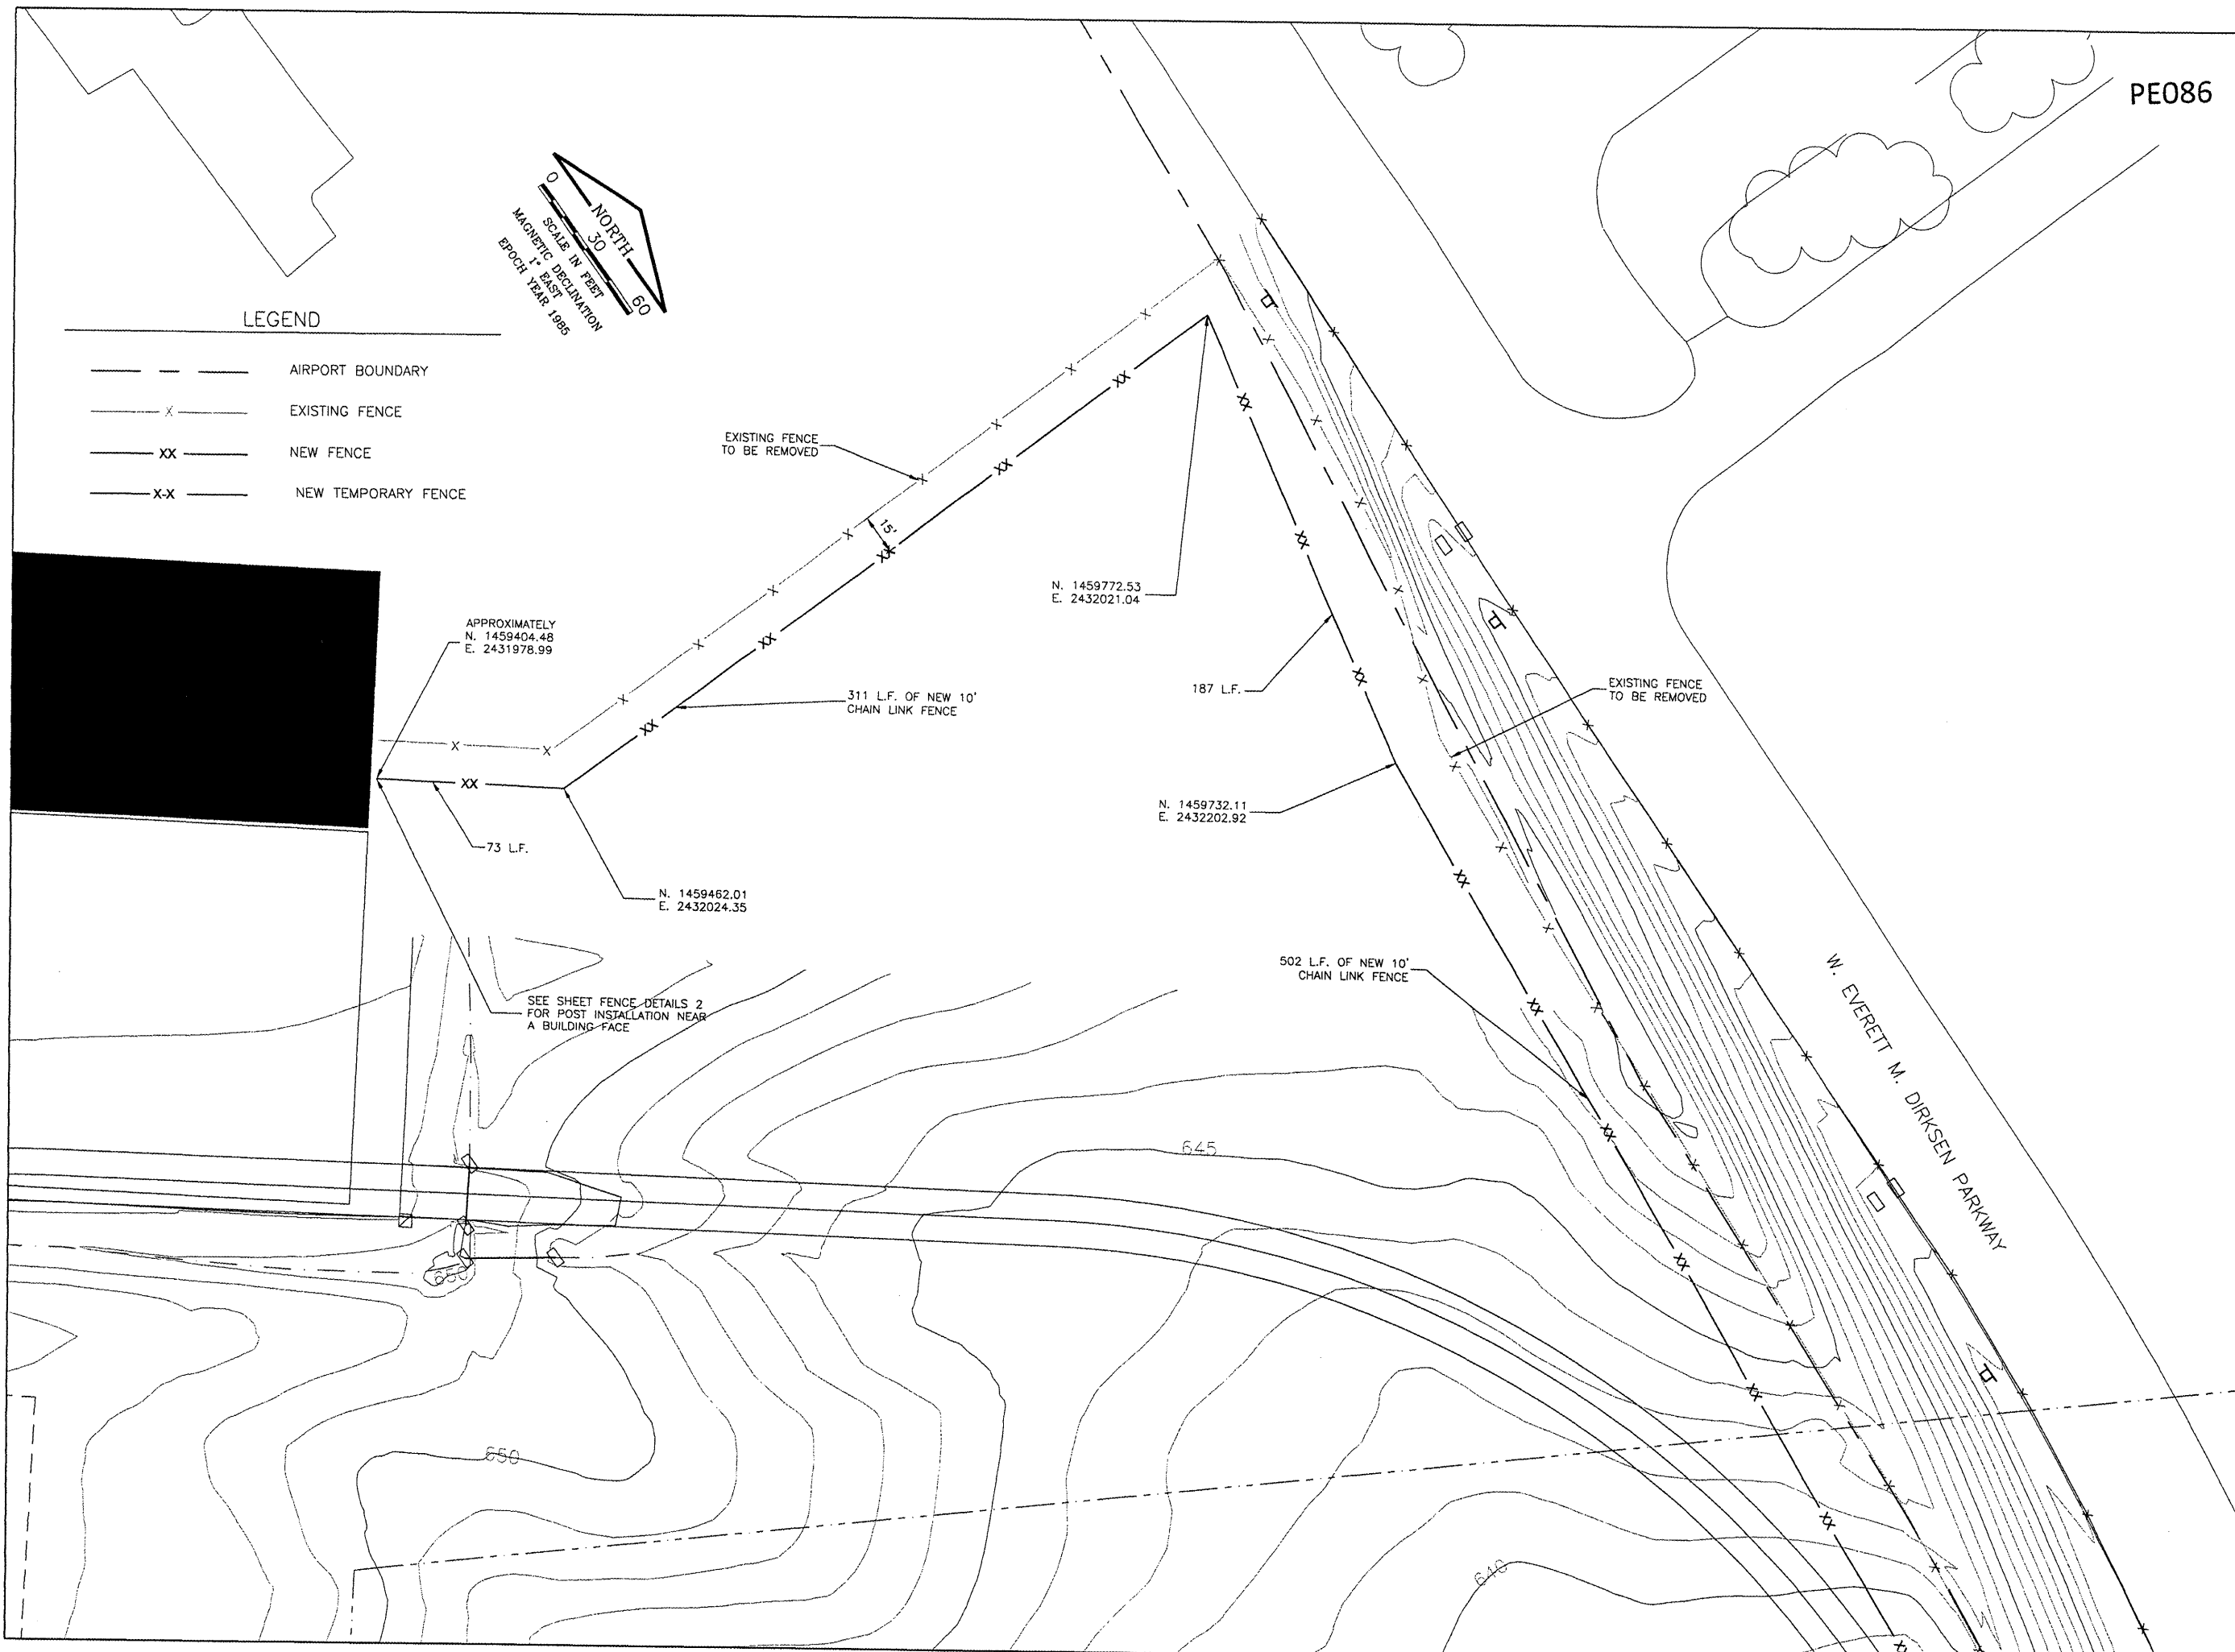 PE086
0
NORTH
30
60
SCALE IN FEET
MAGNETIC DECLINATION
1° EAST
EPOCH YEAR 1985
LEGEND
AIRPORT BOUNDARY
X
EXISTING FENCE
XX
NEW FENCE
X-X
NEW TEMPORARY FENCE
EXISTING FENCE
TO BE REMOVED
15'
N. 1459772.53
E. 2432021.04
APPROXIMATELY
N. 1459404.48
E. 2431978.99
311 L.F. OF NEW 10'
CHAIN LINK FENCE
187 L.F.
EXISTING FENCE
TO BE REMOVED
N. 1459732.11
E. 2432202.92
73 L.F.
N. 1459462.01
E. 2432024.35
502 L.F. OF NEW 10'
CHAIN LINK FENCE
SEE SHEET FENCE DETAILS 2
FOR POST INSTALLATION NEAR
A BUILDING FACE
W. EVERETT M. DIRKSEN PARKWAY
645
650
650
640